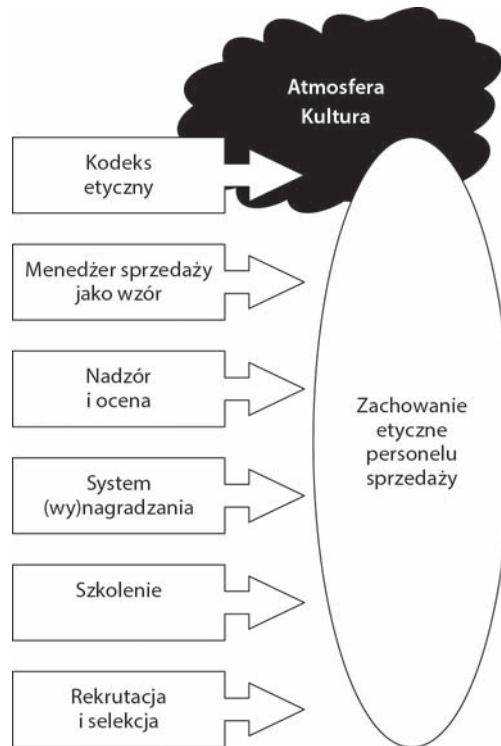 Atmosfera
Kultura
Kodeks
etyczny
Menedżer sprzedaży
jako wzór
Nadzór
i ocena
System
(wy)nagradzania
Szkolenie
Rekrutacja
i selekcja
Zachowanie
etyczne
personelu
sprzedaży